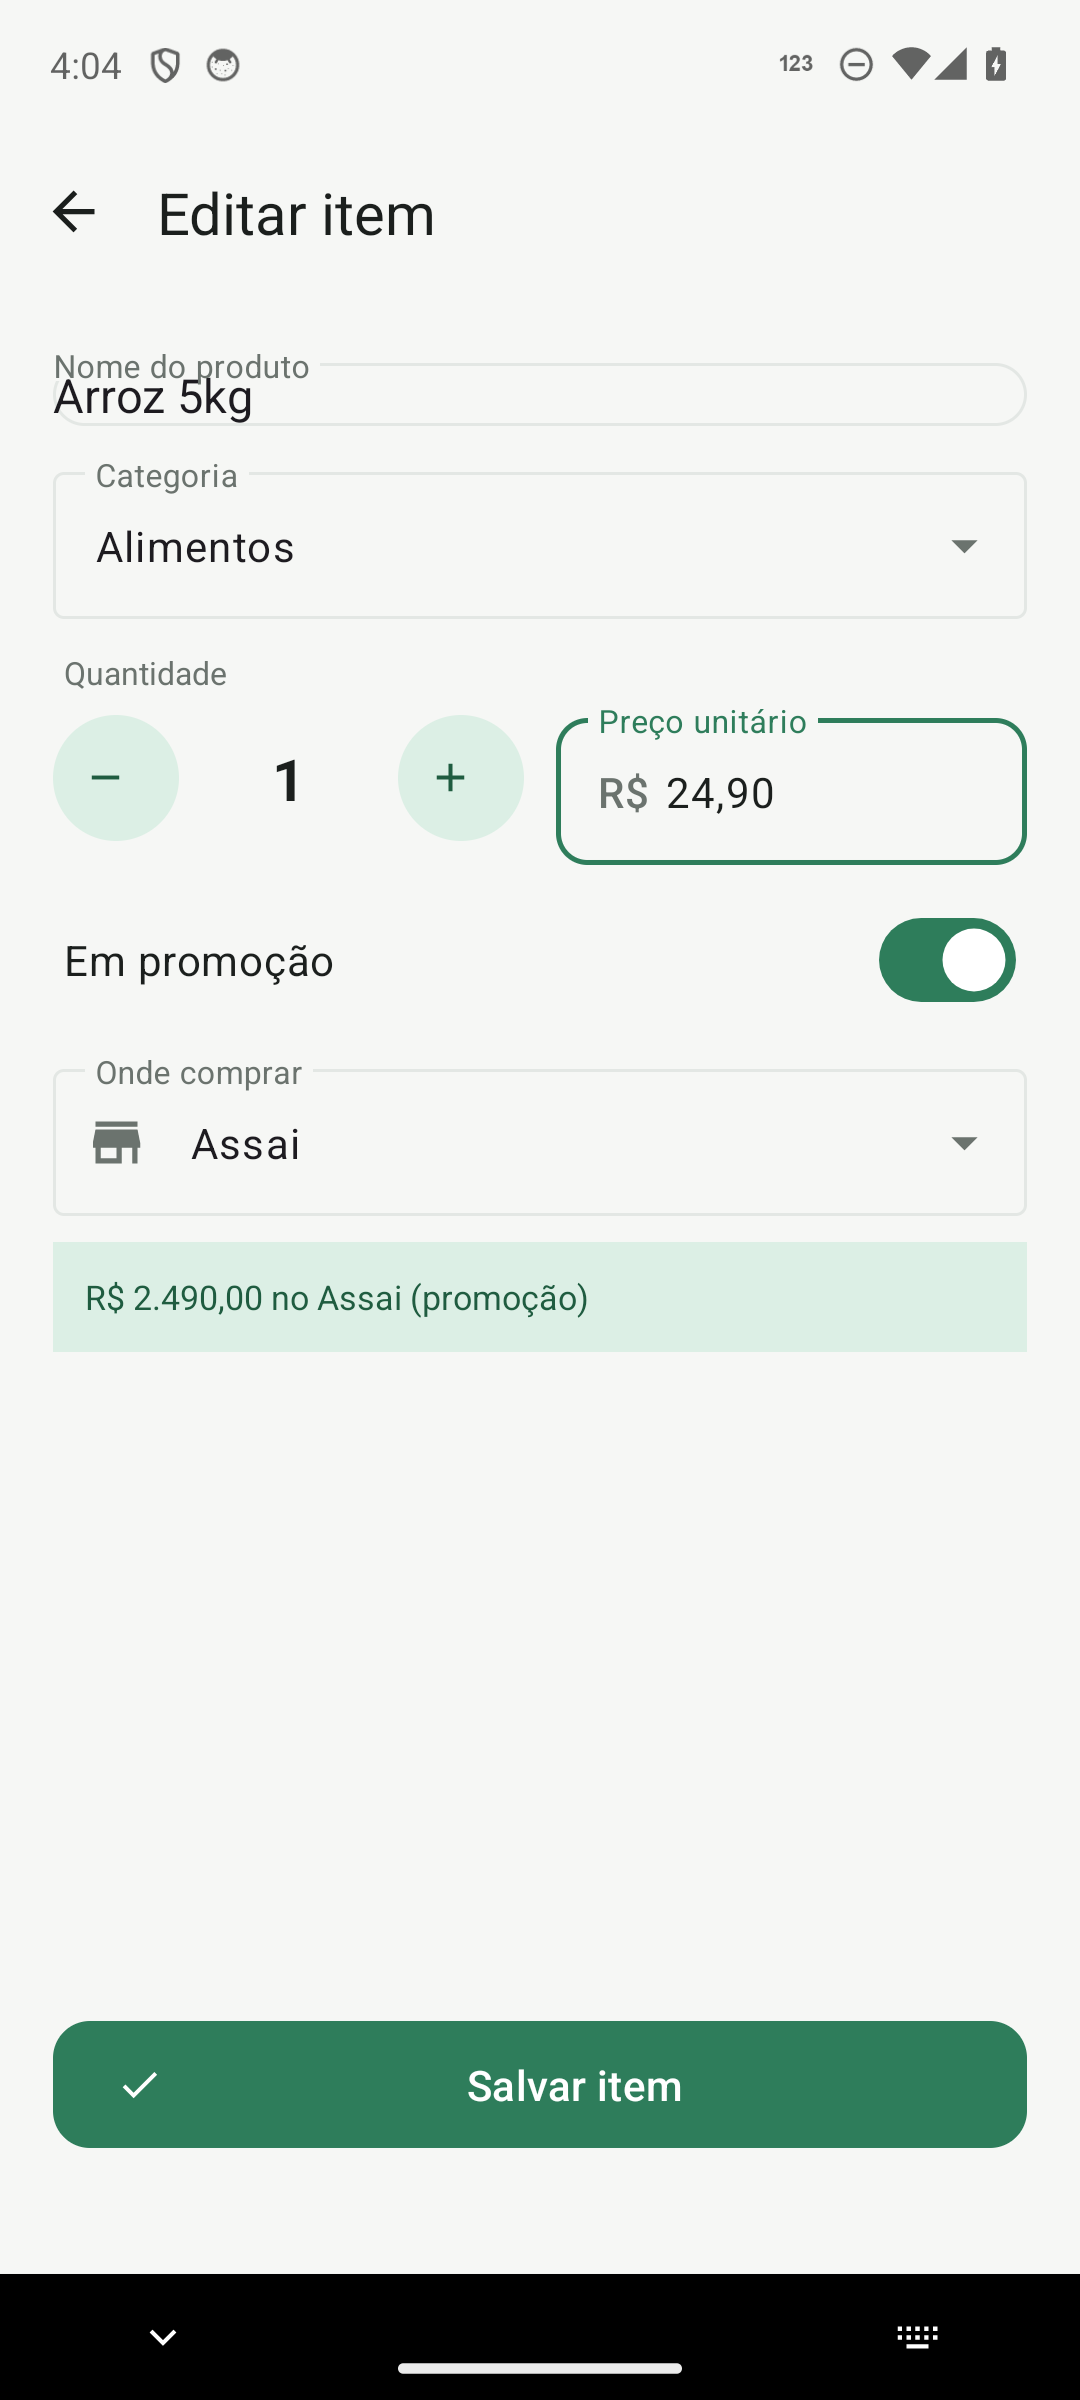 4:04
123
Editar item
Nome do produto
Arroz 5kg
Categoria
Alimentos
Quantidade
− 1 +
Preço unitário
R$ 24,90
Em promoção
Onde comprar
Assai
R$ 2.490,00 no Assai (promoção)
Salvar item